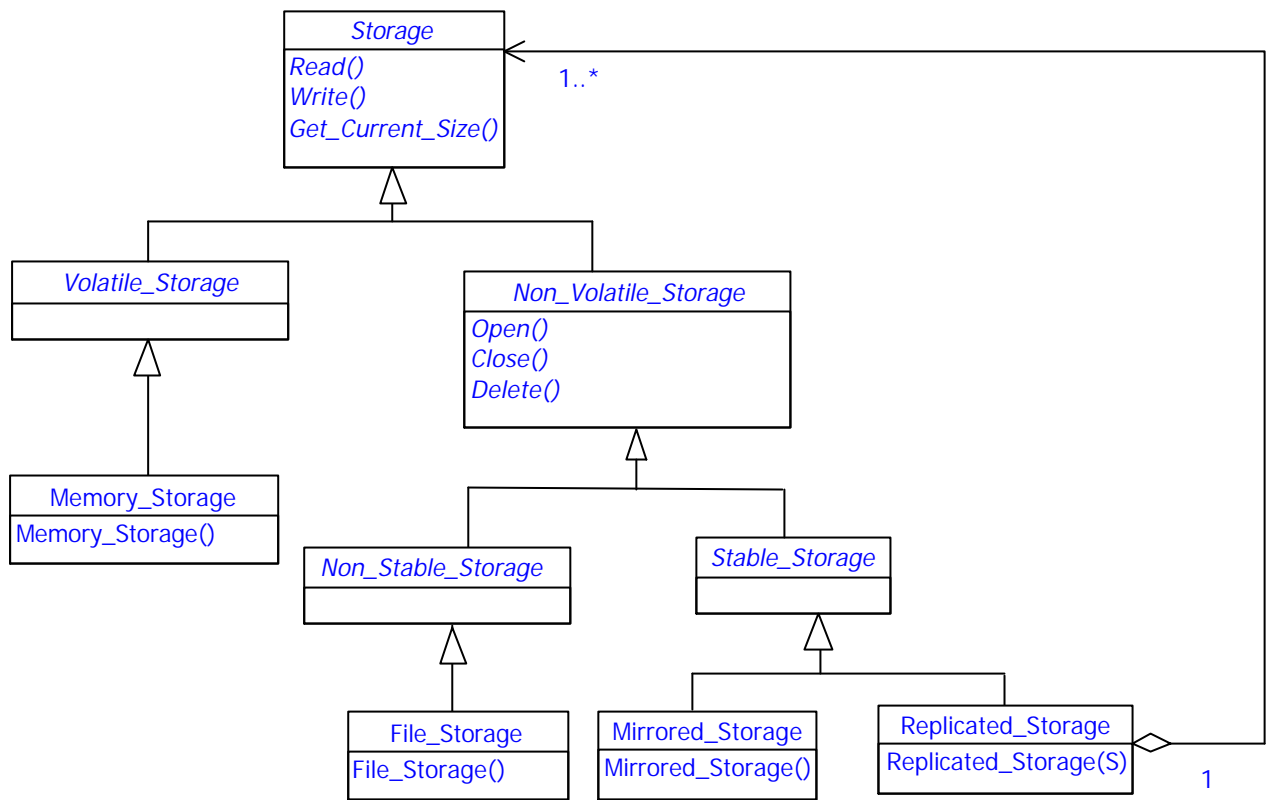 Storage
Read()
Write()
Get_Current_Size()
1..*
Volatile_Storage
Non_Volatile_Storage
Open()
Close()
Delete()
Memory_Storage
Memory_Storage()
Non_Stable_Storage
Stable_Storage
File_Storage
File_Storage()
Mirrored_Storage
Mirrored_Storage()
Replicated_Storage
Replicated_Storage(S)
1